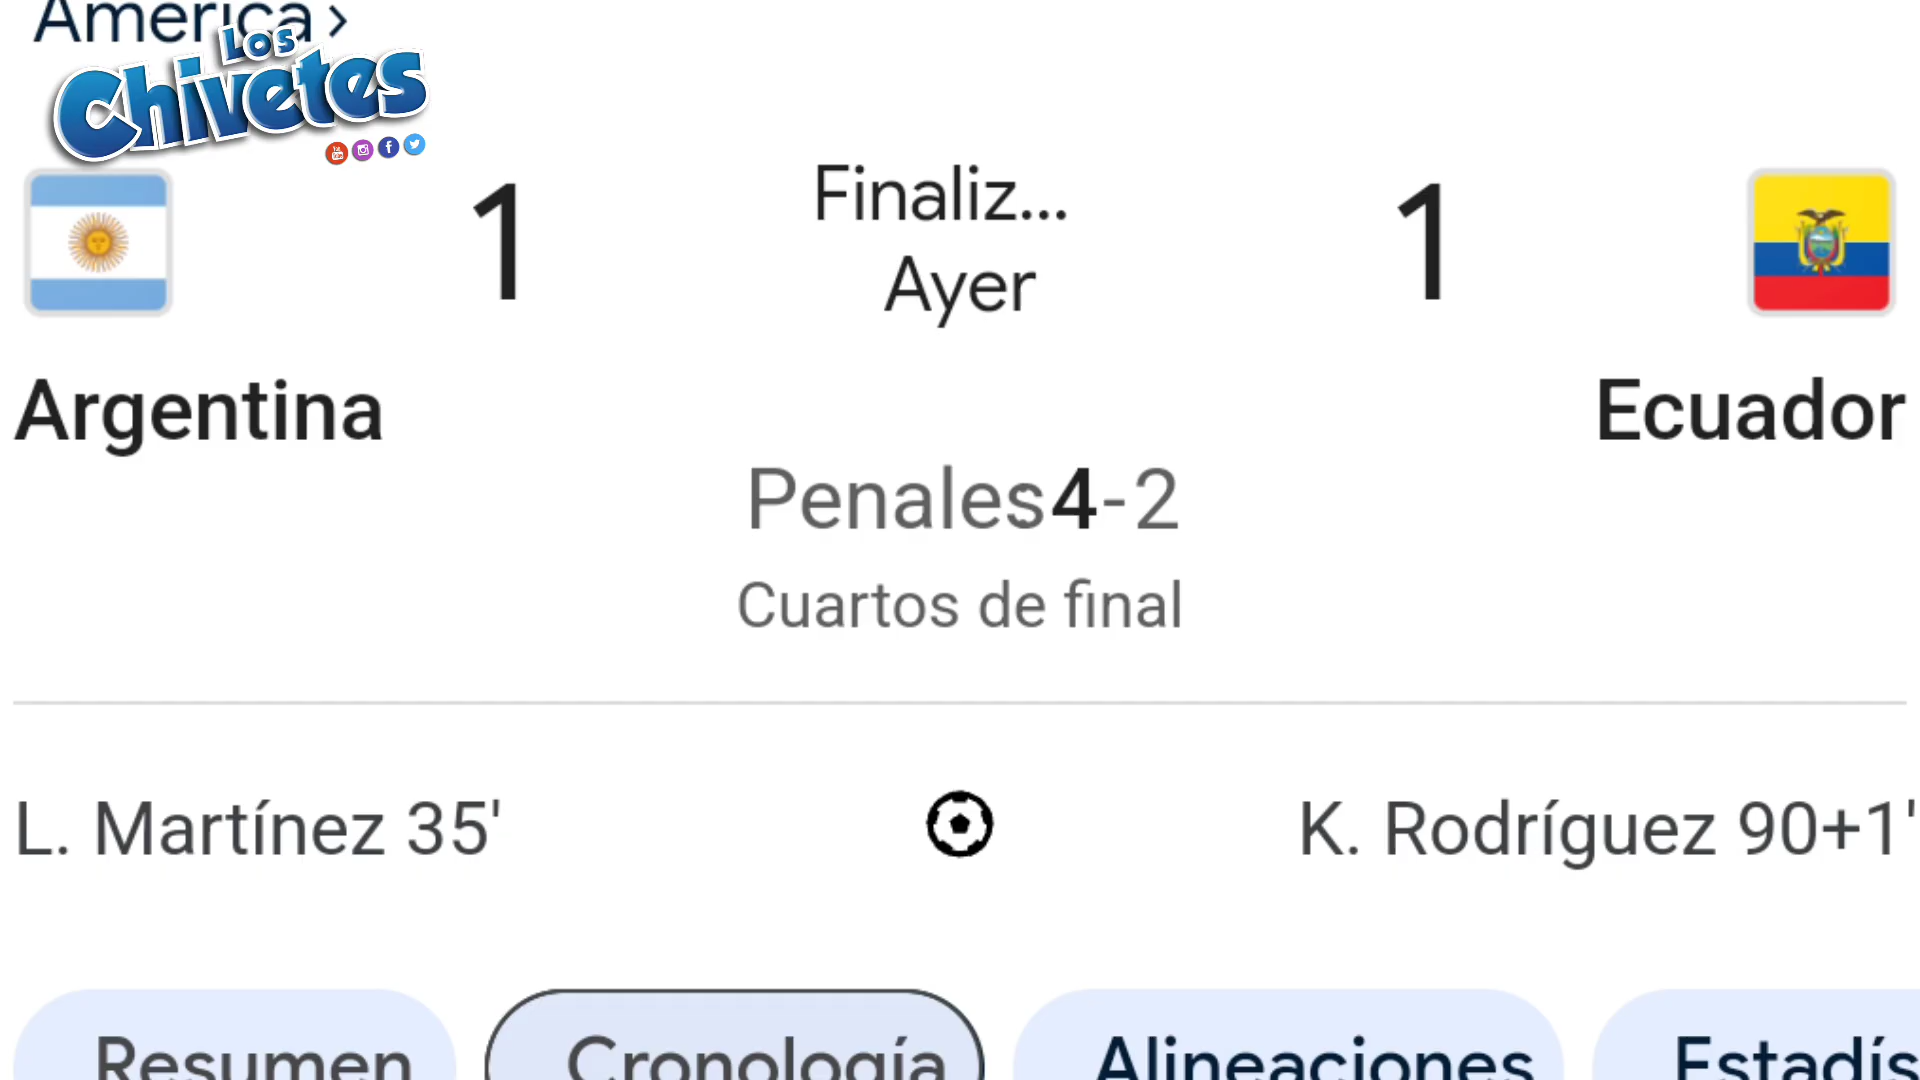 América
Los
Chivetes
1 Finaliz... 1
Ayer
Argentina Ecuador
Penales 4-2
Cuartos de final
L. Martínez 35' K. Rodríguez 90+1'
Resumen Cronología Alineaciones Estadís